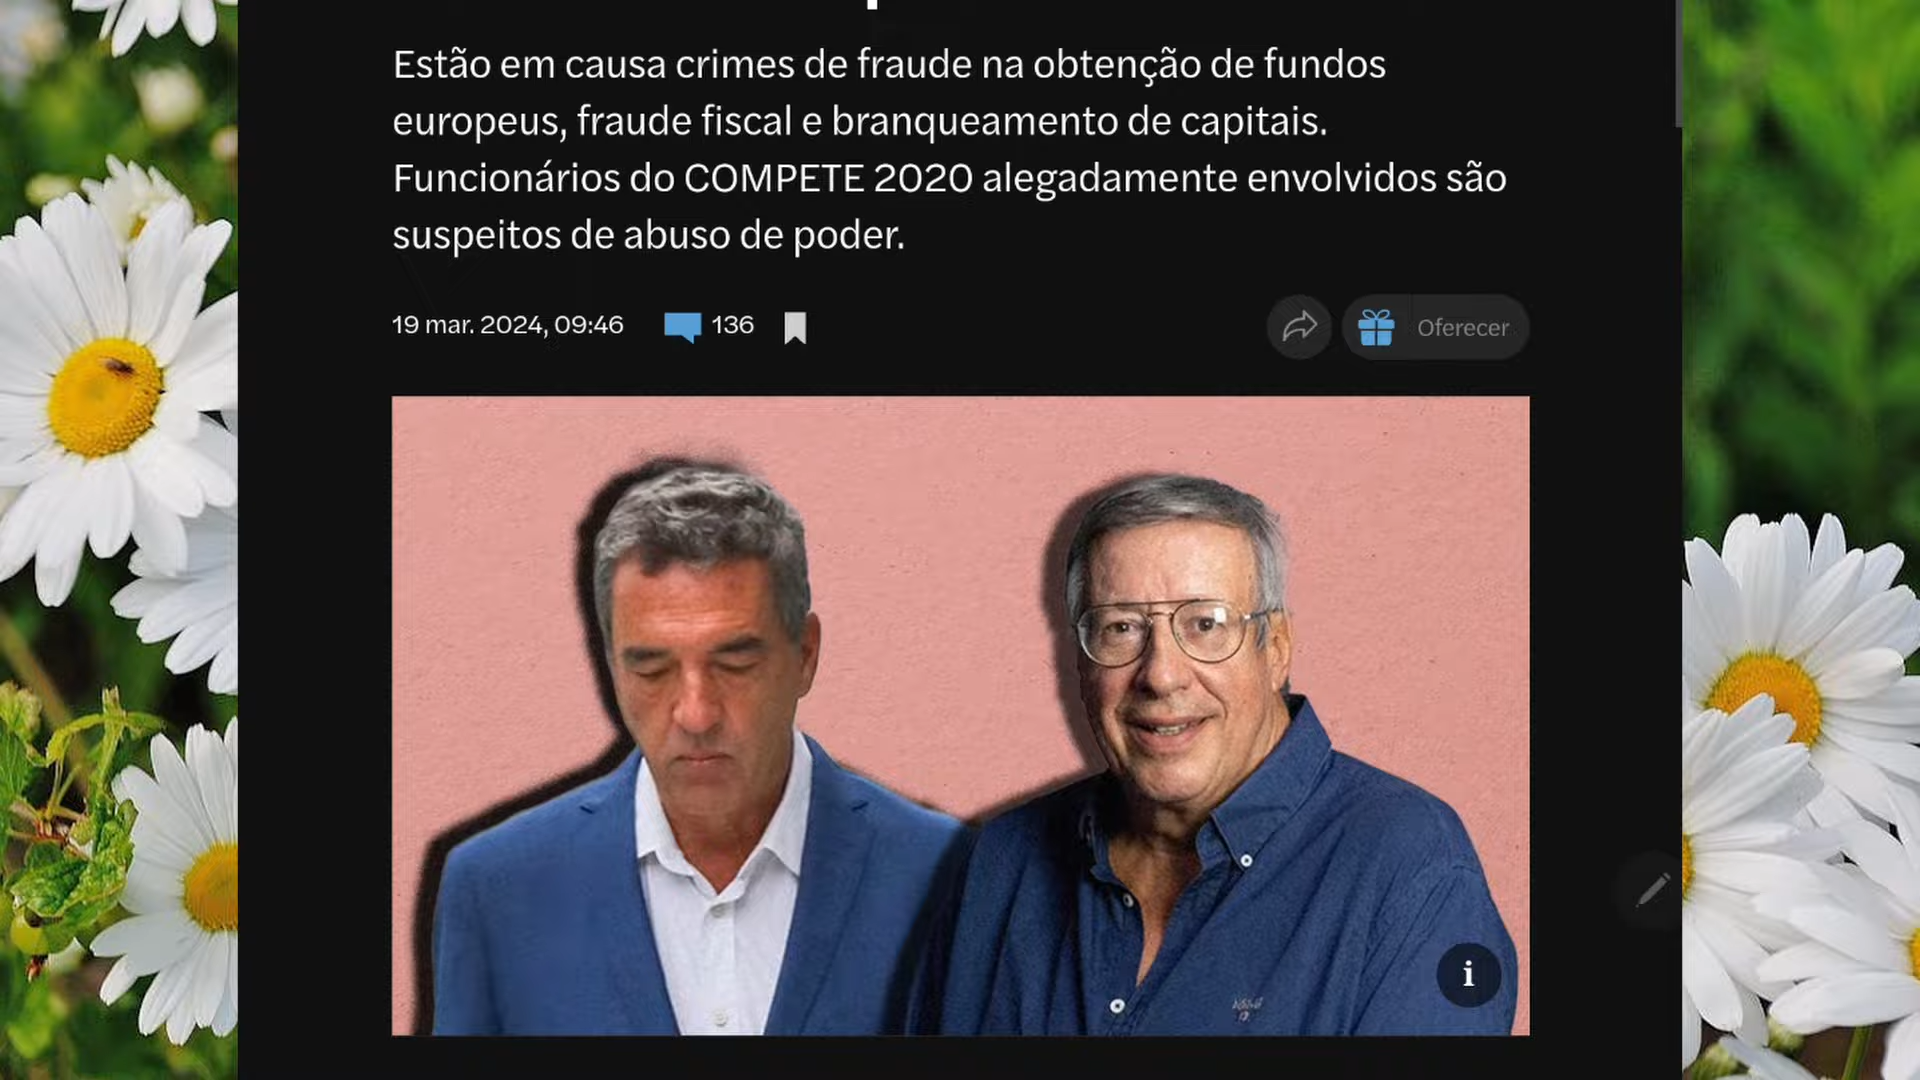 Estão em causa crimes de fraude na obtenção de fundos
europeus, fraude fiscal e branqueamento de capitais.
Funcionários do COMPETE 2020 alegadamente envolvidos são
suspeitos de abuso de poder.
19 mar. 2024, 09:46 136 Oferecer
i